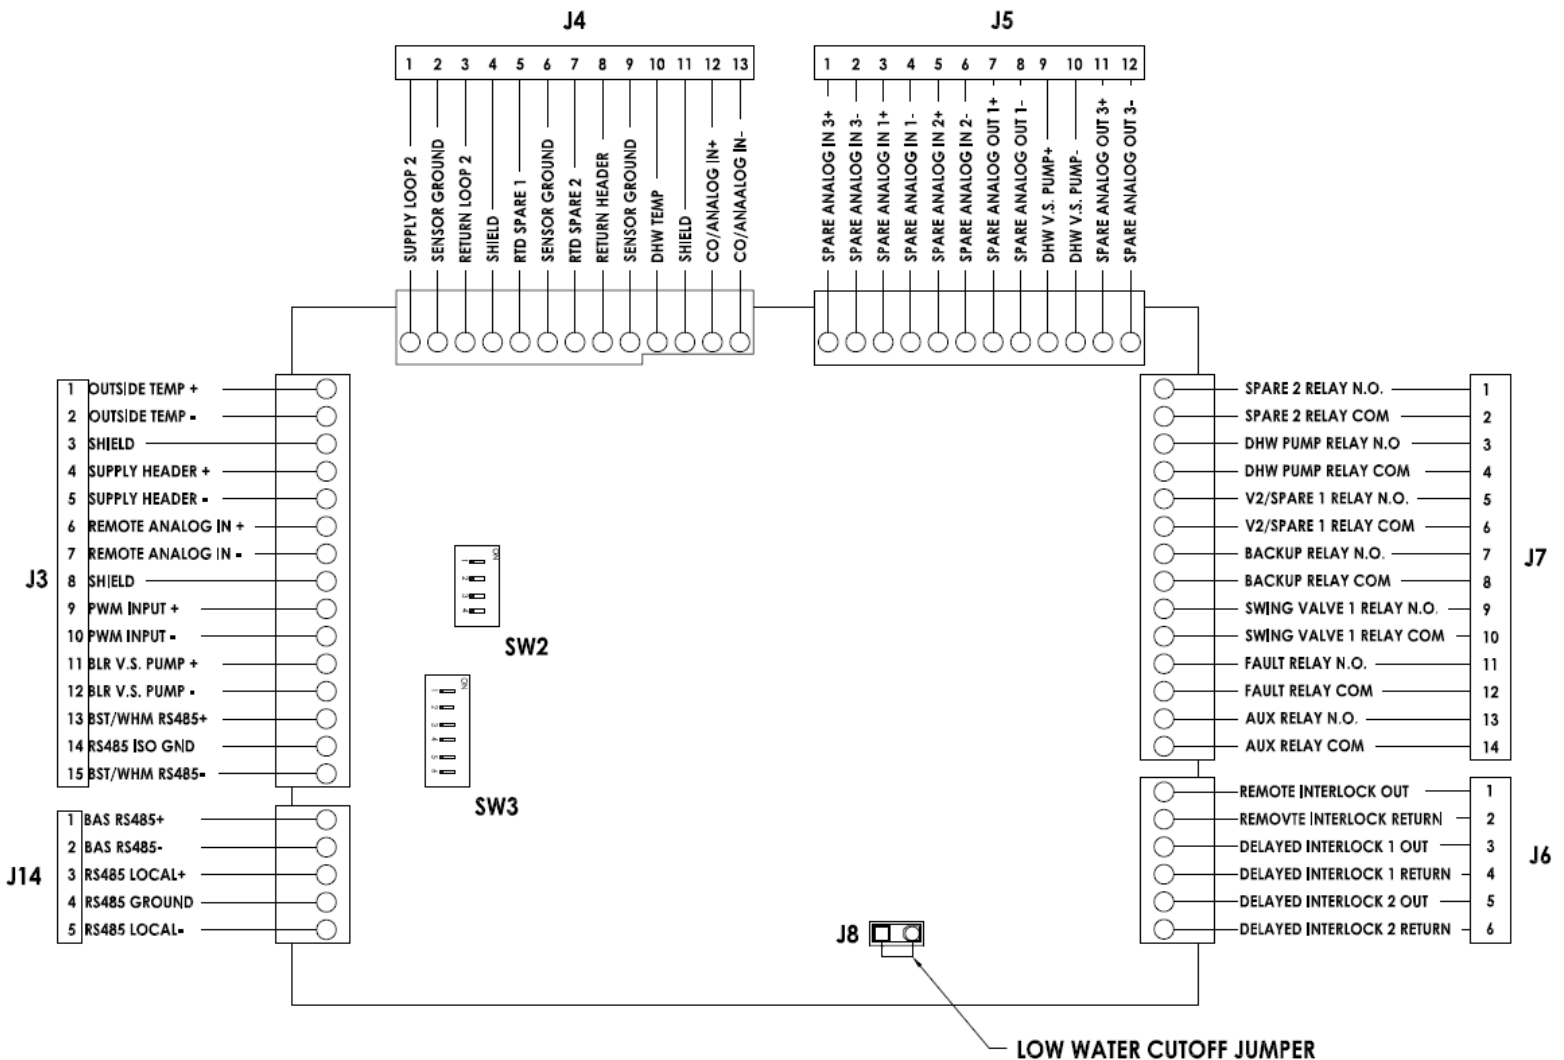 J4
1 2 3 4 5 6 7 8 9 10 11 12 13
SUPPLY LOOP 2
SENSOR GROUND
RETURN LOOP 2
SHIELD
RTD SPARE 1
SENSOR GROUND
RTD SPARE 2
RETURN HEADER
SENSOR GROUND
DHW TEMP
SHIELD
CO/ANALOG IN+
CO/ANAALOG IN-
J5
1 2 3 4 5 6 7 8 9 10 11 12
SPARE ANALOG IN 3+
SPARE ANALOG IN 3-
SPARE ANALOG IN 1+
SPARE ANALOG IN 1-
SPARE ANALOG IN 2+
SPARE ANALOG IN 2-
SPARE ANALOG OUT 1+
SPARE ANALOG OUT 1-
DHW V.S. PUMP+
DHW V.S. PUMP-
SPARE ANALOG OUT 3+
SPARE ANALOG OUT 3-
J3
1 OUTSIDE TEMP +
2 OUTSIDE TEMP -
3 SHIELD
4 SUPPLY HEADER +
5 SUPPLY HEADER -
6 REMOTE ANALOG IN +
7 REMOTE ANALOG IN -
8 SHIELD
9 PWM INPUT +
10 PWM INPUT -
11 BLR V.S. PUMP +
12 BLR V.S. PUMP -
13 BST/WHM RS485+
14 RS485 ISO GND
15 BST/WHM RS485-
J14
1 BAS RS485+
2 BAS RS485-
3 RS485 LOCAL+
4 RS485 GROUND
5 RS485 LOCAL-
ON
1
2
3
4
SW2
ON
1
2
3
4
5
6
SW3
SPARE 2 RELAY N.O. 1
SPARE 2 RELAY COM 2
DHW PUMP RELAY N.O 3
DHW PUMP RELAY COM 4
V2/SPARE 1 RELAY N.O. 5
V2/SPARE 1 RELAY COM 6
BACKUP RELAY N.O. 7
BACKUP RELAY COM 8
SWING VALVE 1 RELAY N.O. 9
SWING VALVE 1 RELAY COM 10
FAULT RELAY N.O. 11
FAULT RELAY COM 12
AUX RELAY N.O. 13
AUX RELAY COM 14
J7
REMOTE INTERLOCK OUT 1
REMOVTE INTERLOCK RETURN 2
DELAYED INTERLOCK 1 OUT 3
DELAYED INTERLOCK 1 RETURN 4
DELAYED INTERLOCK 2 OUT 5
DELAYED INTERLOCK 2 RETURN 6
J6
J8
LOW WATER CUTOFF JUMPER